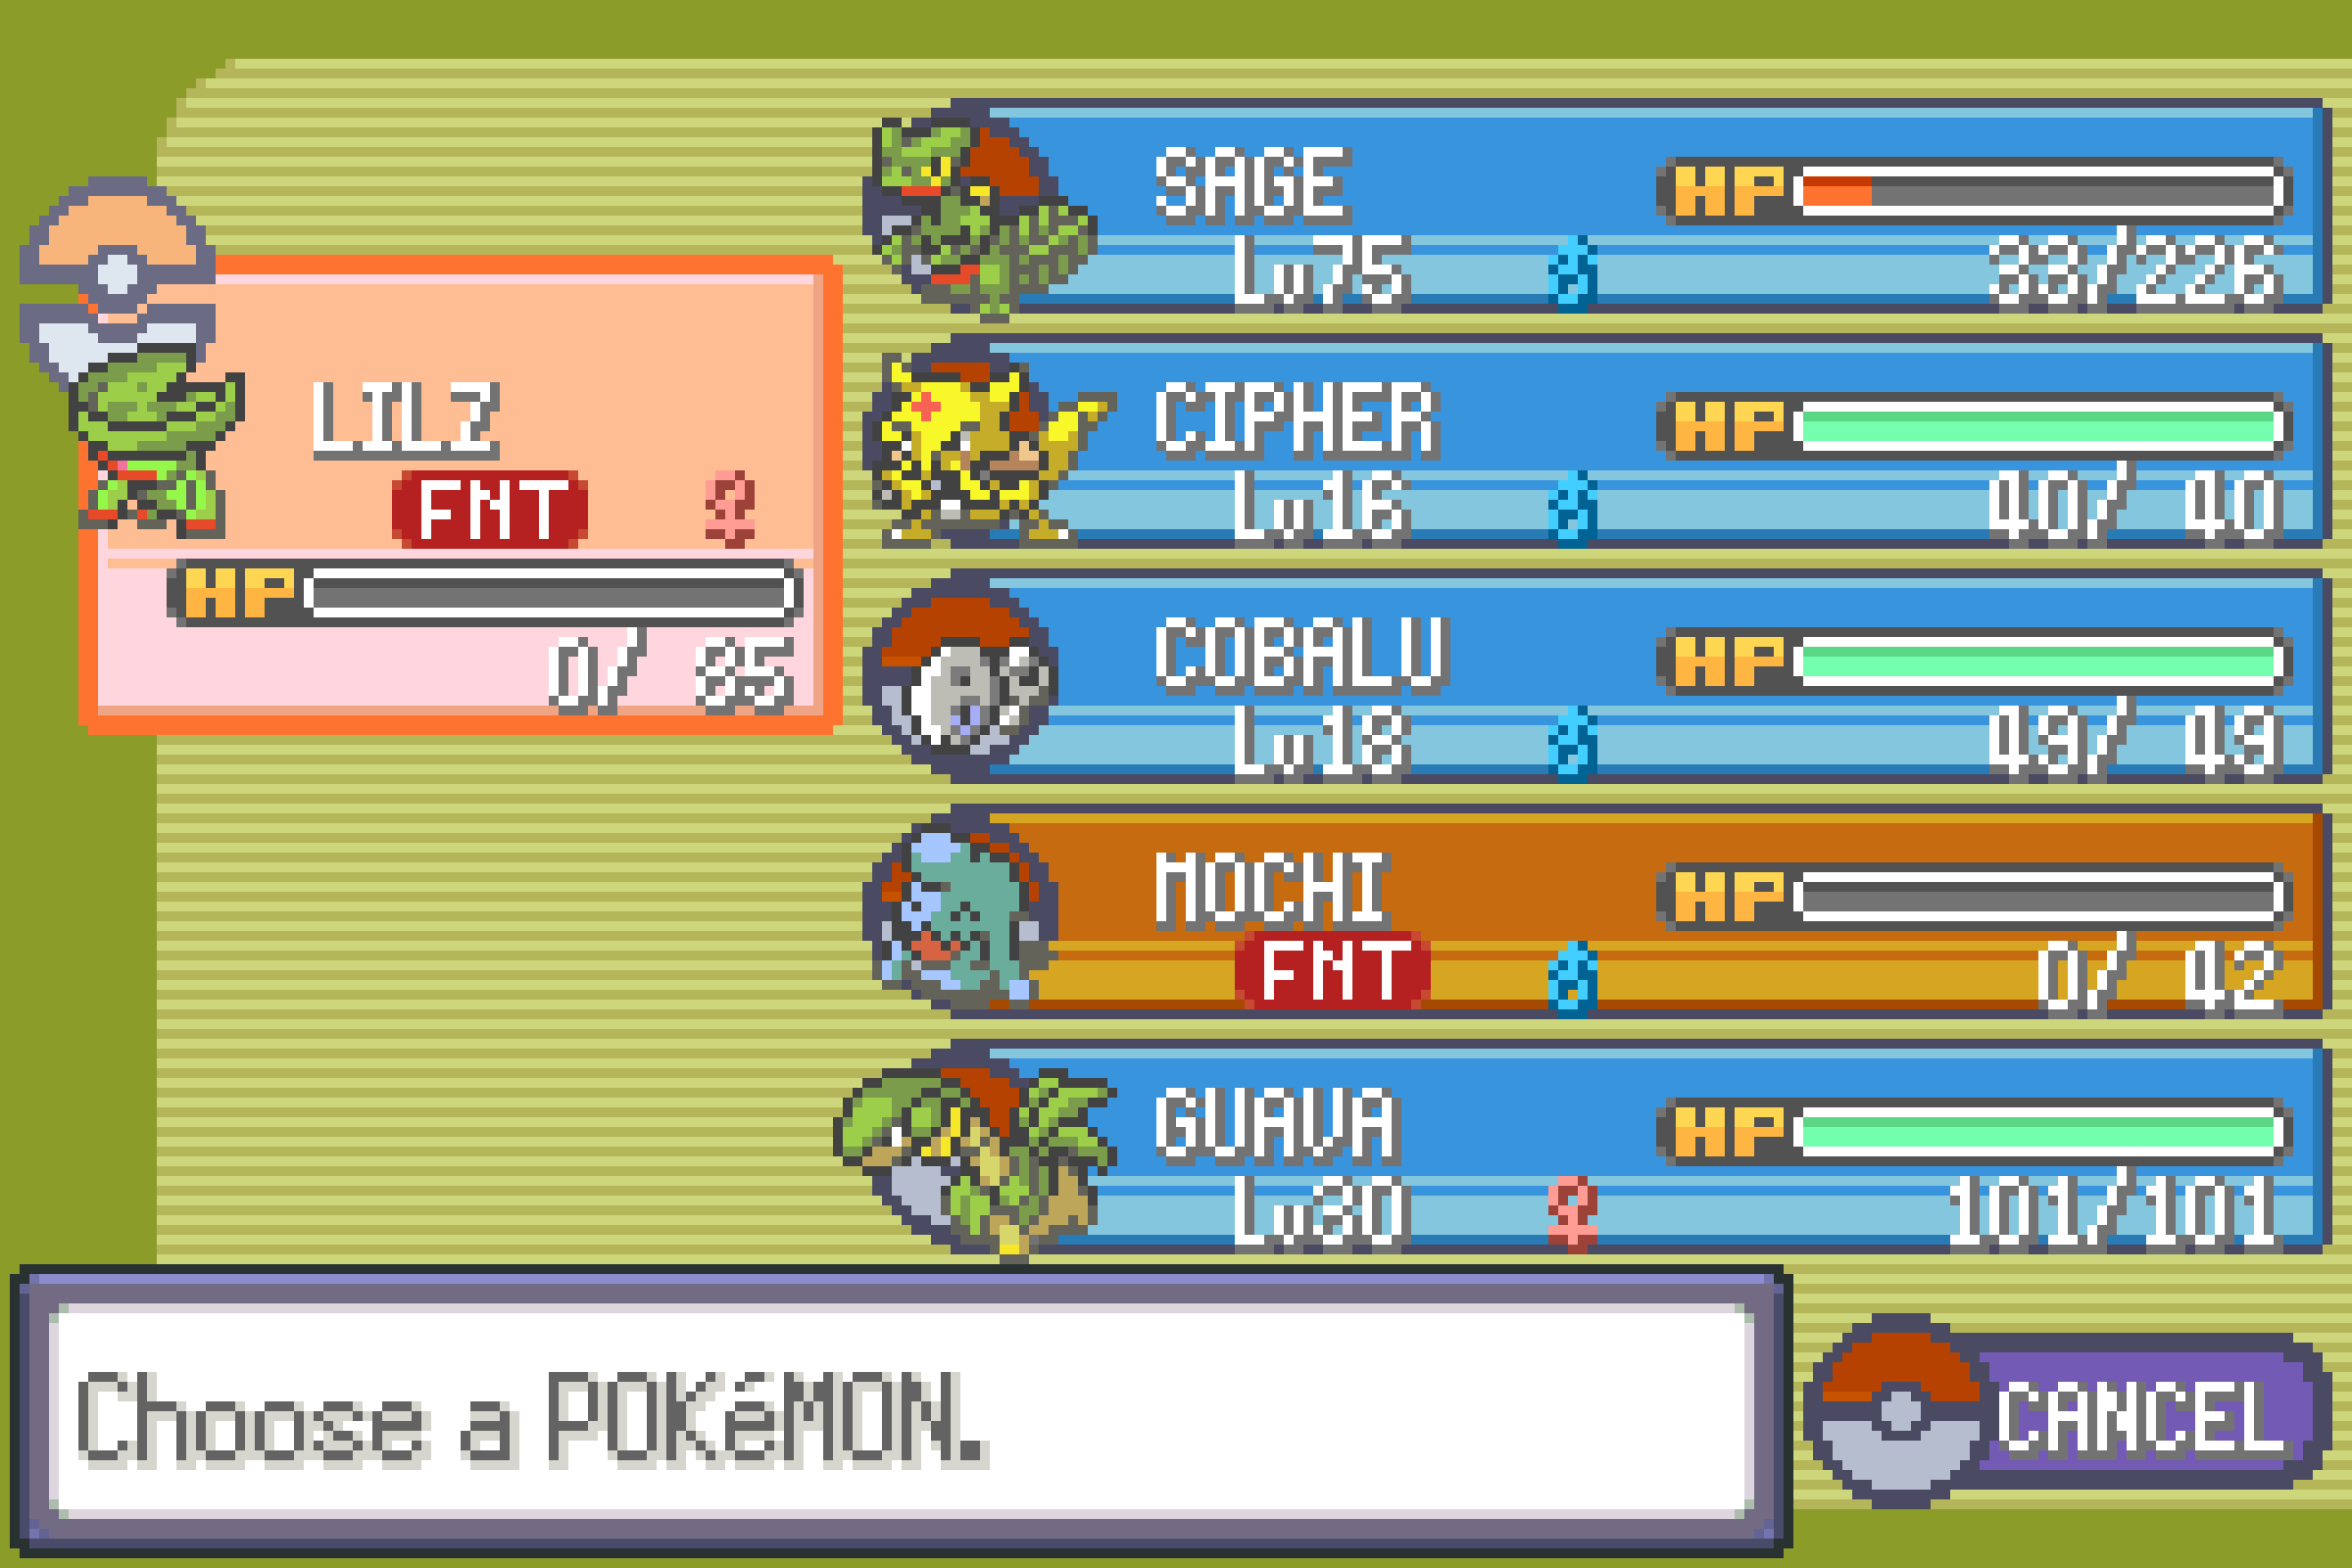 LILZ
FNT ♀
HP
0/ 85
SAGE
HP
Lv75 ♂
33/226
CIPHER
HP
Lv16 ♂
40/ 40
COBALU
HP
Lv18 ♂
49/ 49
MOCHI
HP
FNT ♂
0/ 42
GUAVA
HP
Lv30 ♀
101/101
Choose a POKéMON.
CANCEL